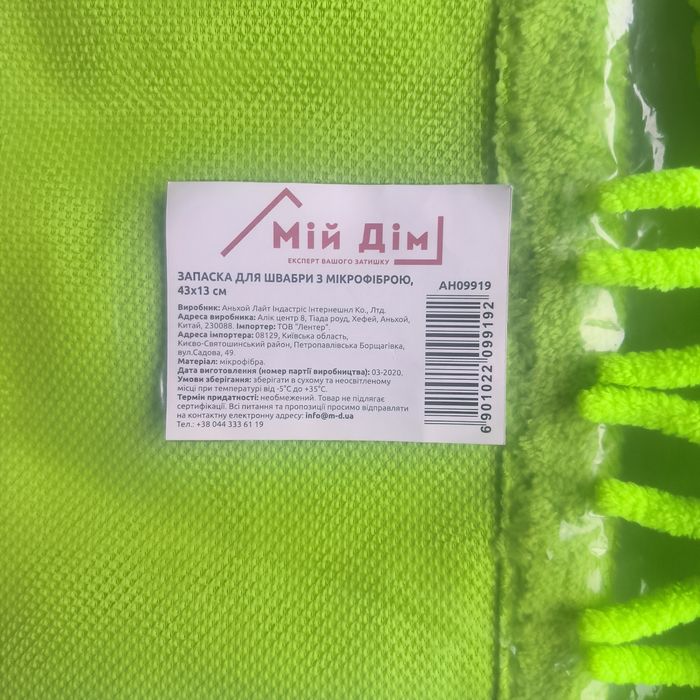 Мій Дім
ЕКСПЕРТ ВАШОГО ЗАТИШКУ
ЗАПАСКА ДЛЯ ШВАБРИ З МІКРОФІБРОЮ,
43х13 см
АН09919
Виробник: Аньхой Лайт Індастріс Інтернешнл Ко., Лтд.
Адреса виробника: Алік центр 8, Тіада роуд, Хефей, Аньхой,
Китай, 230088. Імпортер: ТОВ "Лентер".
Адреса імпортера: 08129, Київська область,
Києво-Святошинський район, Петропавлівська Борщагівка,
вул.Садова, 49.
Матеріал: мікрофібра.
Дата виготовлення (номер партії виробництва): 03-2020.
Умови зберігання: зберігати в сухому та неосвітленому
місці при температурі від -5°С до +35°С.
Термін придатності: необмежений. Товар не підлягає
сертифікації. Всі питання та пропозиції просимо відправляти
на контактну електронну адресу: info@m-d.ua
Тел.: +38 044 333 61 19
6 901022 099192